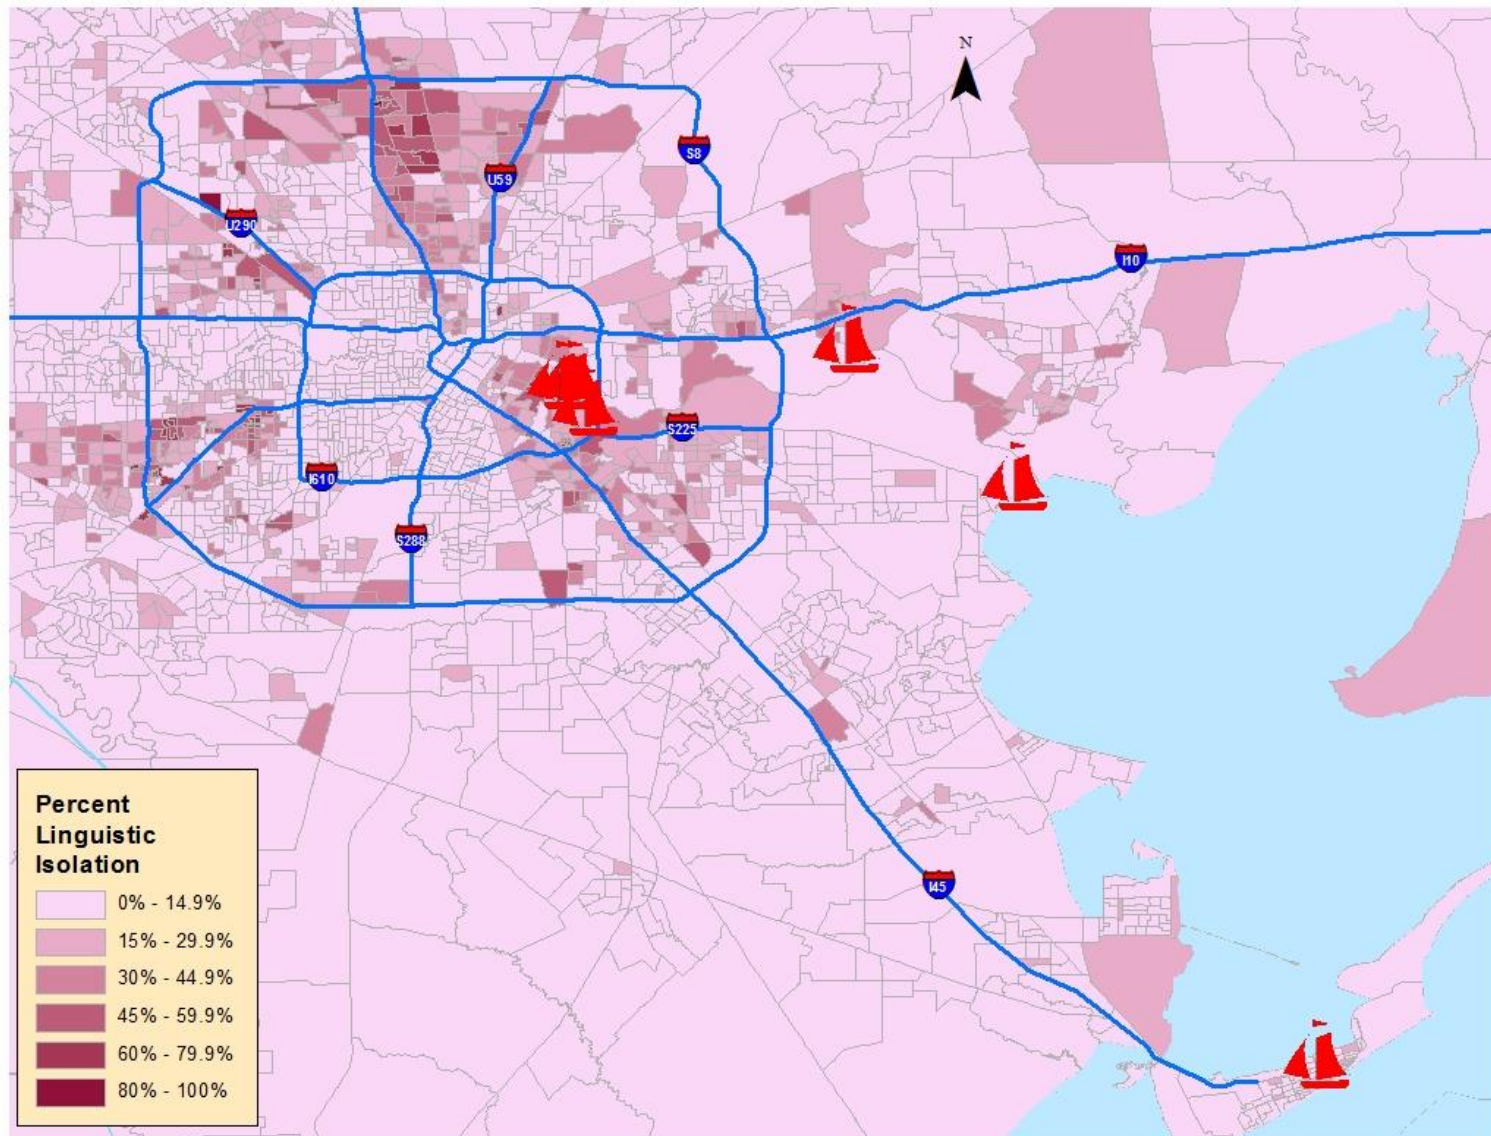 N
S8
U59
U290
I10
S225
I610
S288
I45
Percent
Linguistic
Isolation
0% - 14.9%
15% - 29.9%
30% - 44.9%
45% - 59.9%
60% - 79.9%
80% - 100%